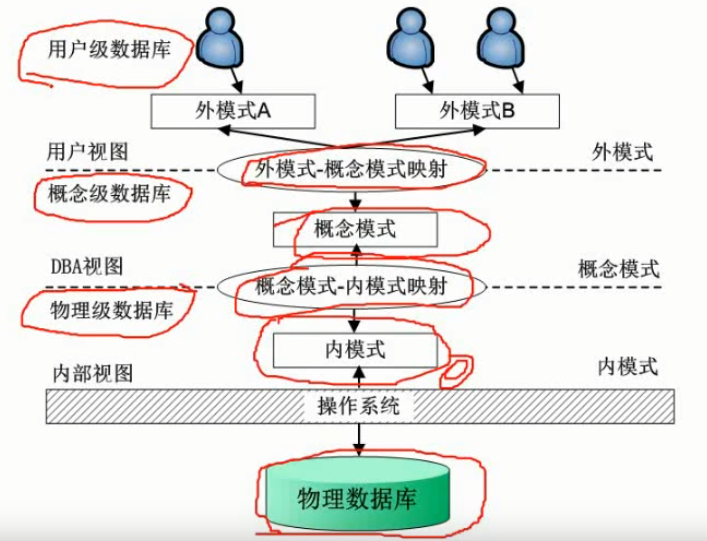 用户级数据库
外模式A
外模式B
用户视图
外模式-概念模式映射
外模式
概念级数据库
概念模式
DBA视图
概念模式-内模式映射
概念模式
物理级数据库
内模式
内部视图
内模式
操作系统
物理数据库